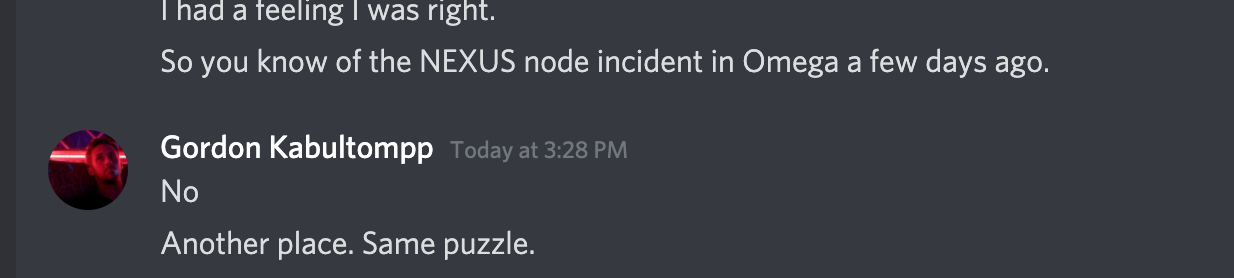 I had a feeling I was right.
So you know of the NEXUS node incident in Omega a few days ago.
Gordon Kabultompp Today at 3:28 PM
No
Another place. Same puzzle.